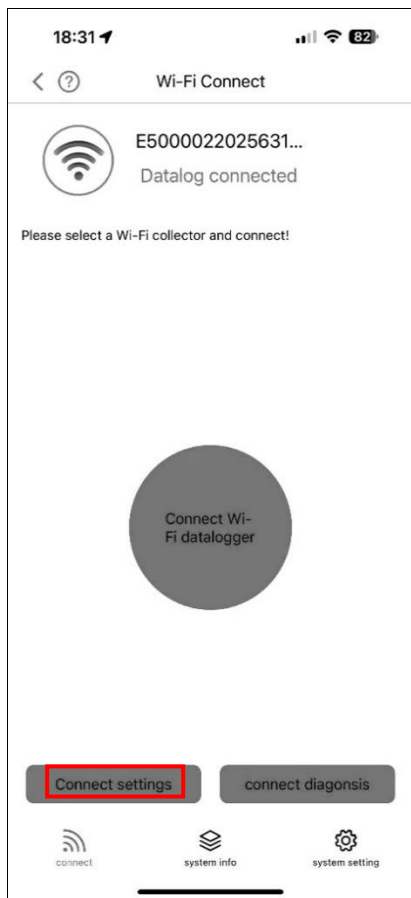 18:31
82
Wi-Fi Connect
E5000022025631...
Datalog connected
Please select a Wi-Fi collector and connect!
Connect Wi-
Fi datalogger
Connect settings
connect diagonsis
connect
system info
system setting